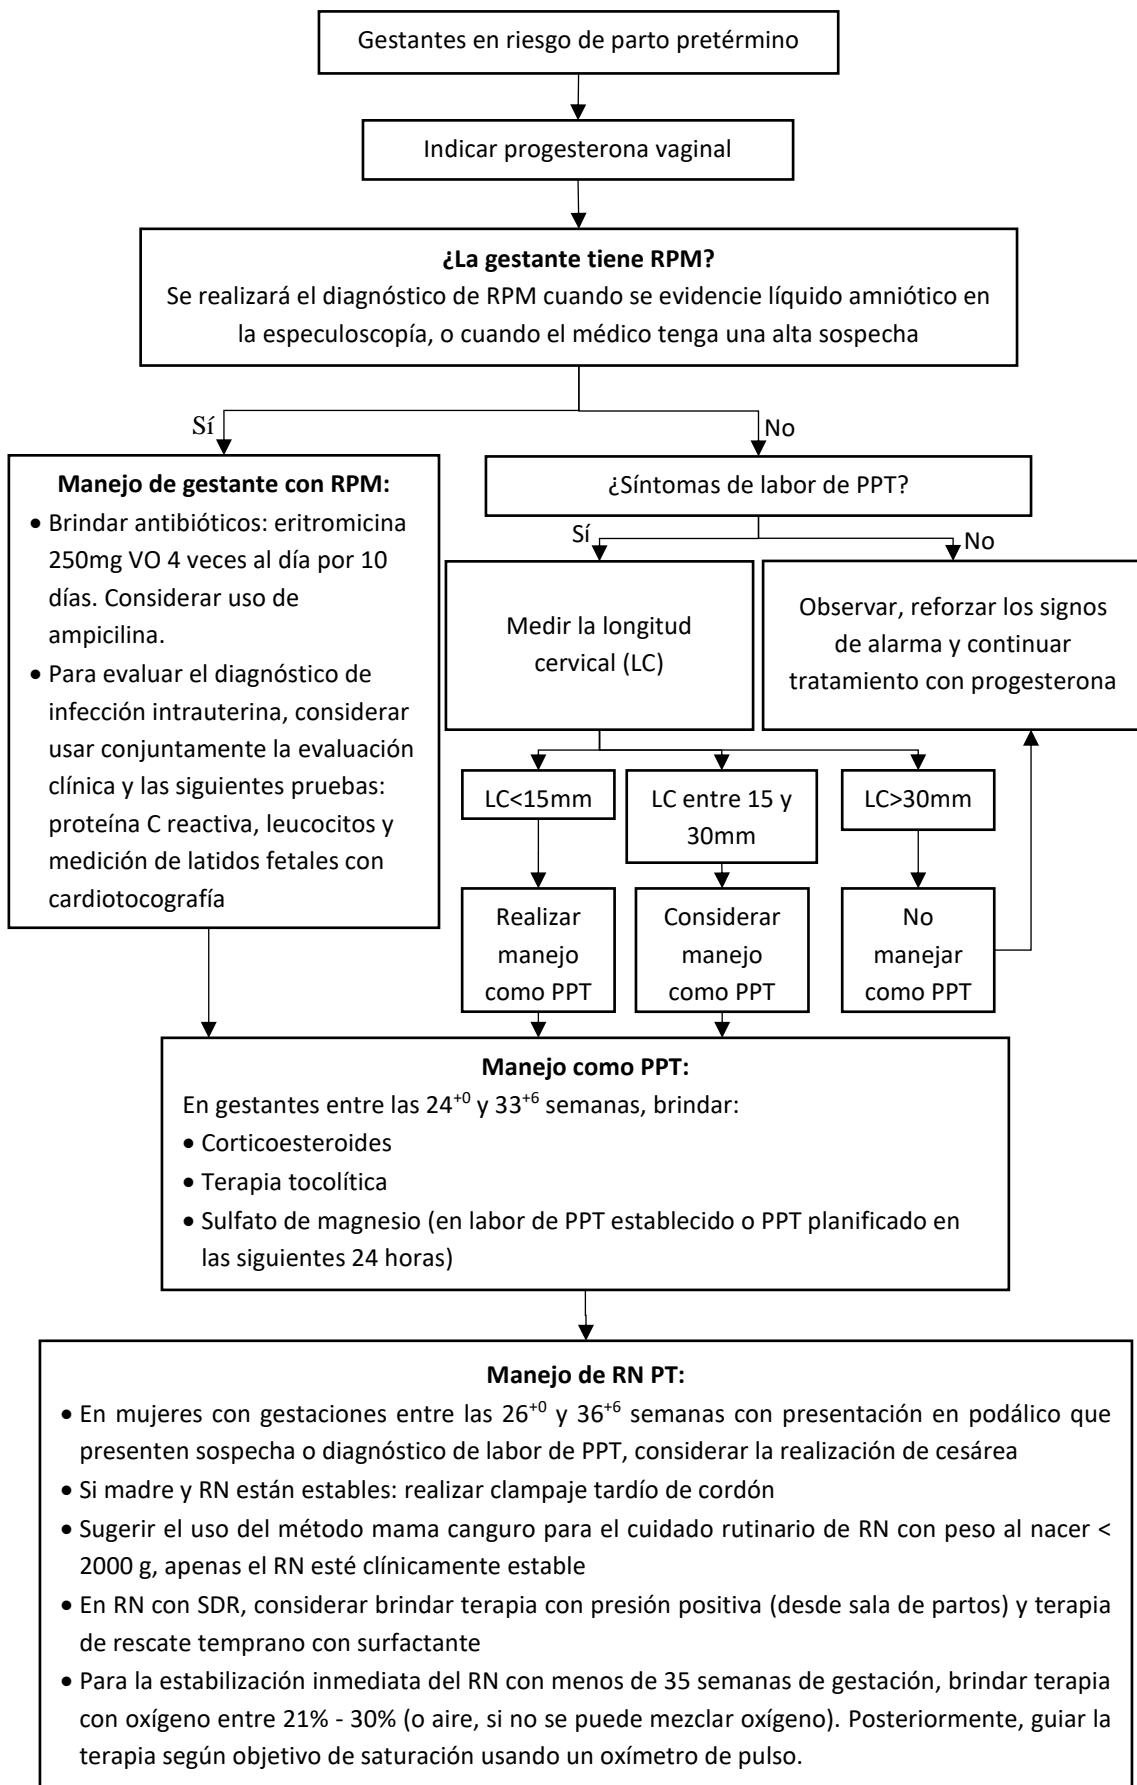 Gestantes en riesgo de parto pretérmino
Indicar progesterona vaginal
¿La gestante tiene RPM?
Se realizará el diagnóstico de RPM cuando se evidencie líquido amniótico en
la especuloscopía, o cuando el médico tenga una alta sospecha
Sí
No
Manejo de gestante con RPM:
• Brindar antibióticos: eritromicina
250mg VO 4 veces al día por 10
días. Considerar uso de
ampicilina.
• Para evaluar el diagnóstico de
infección intrauterina, considerar
usar conjuntamente la evaluación
clínica y las siguientes pruebas:
proteína C reactiva, leucocitos y
medición de latidos fetales con
cardiotocografía
¿Síntomas de labor de PPT?
Sí
No
Medir la longitud
cervical (LC)
Observar, reforzar los signos
de alarma y continuar
tratamiento con progesterona
LC<15mm
LC entre 15 y
30mm
LC>30mm
Realizar
manejo
como PPT
Considerar
manejo
como PPT
No
manejar
como PPT
Manejo como PPT:
En gestantes entre las 24+0 y 33+6 semanas, brindar:
• Corticoesteroides
• Terapia tocolítica
• Sulfato de magnesio (en labor de PPT establecido o PPT planificado en
las siguientes 24 horas)
Manejo de RN PT:
• En mujeres con gestaciones entre las 26+0 y 36+6 semanas con presentación en podálico que
presenten sospecha o diagnóstico de labor de PPT, considerar la realización de cesárea
• Si madre y RN están estables: realizar clampaje tardío de cordón
• Sugerir el uso del método mama canguro para el cuidado rutinario de RN con peso al nacer <
2000 g, apenas el RN esté clínicamente estable
• En RN con SDR, considerar brindar terapia con presión positiva (desde sala de partos) y terapia
de rescate temprano con surfactante
• Para la estabilización inmediata del RN con menos de 35 semanas de gestación, brindar terapia
con oxígeno entre 21% - 30% (o aire, si no se puede mezclar oxígeno). Posteriormente, guiar la
terapia según objetivo de saturación usando un oxímetro de pulso.